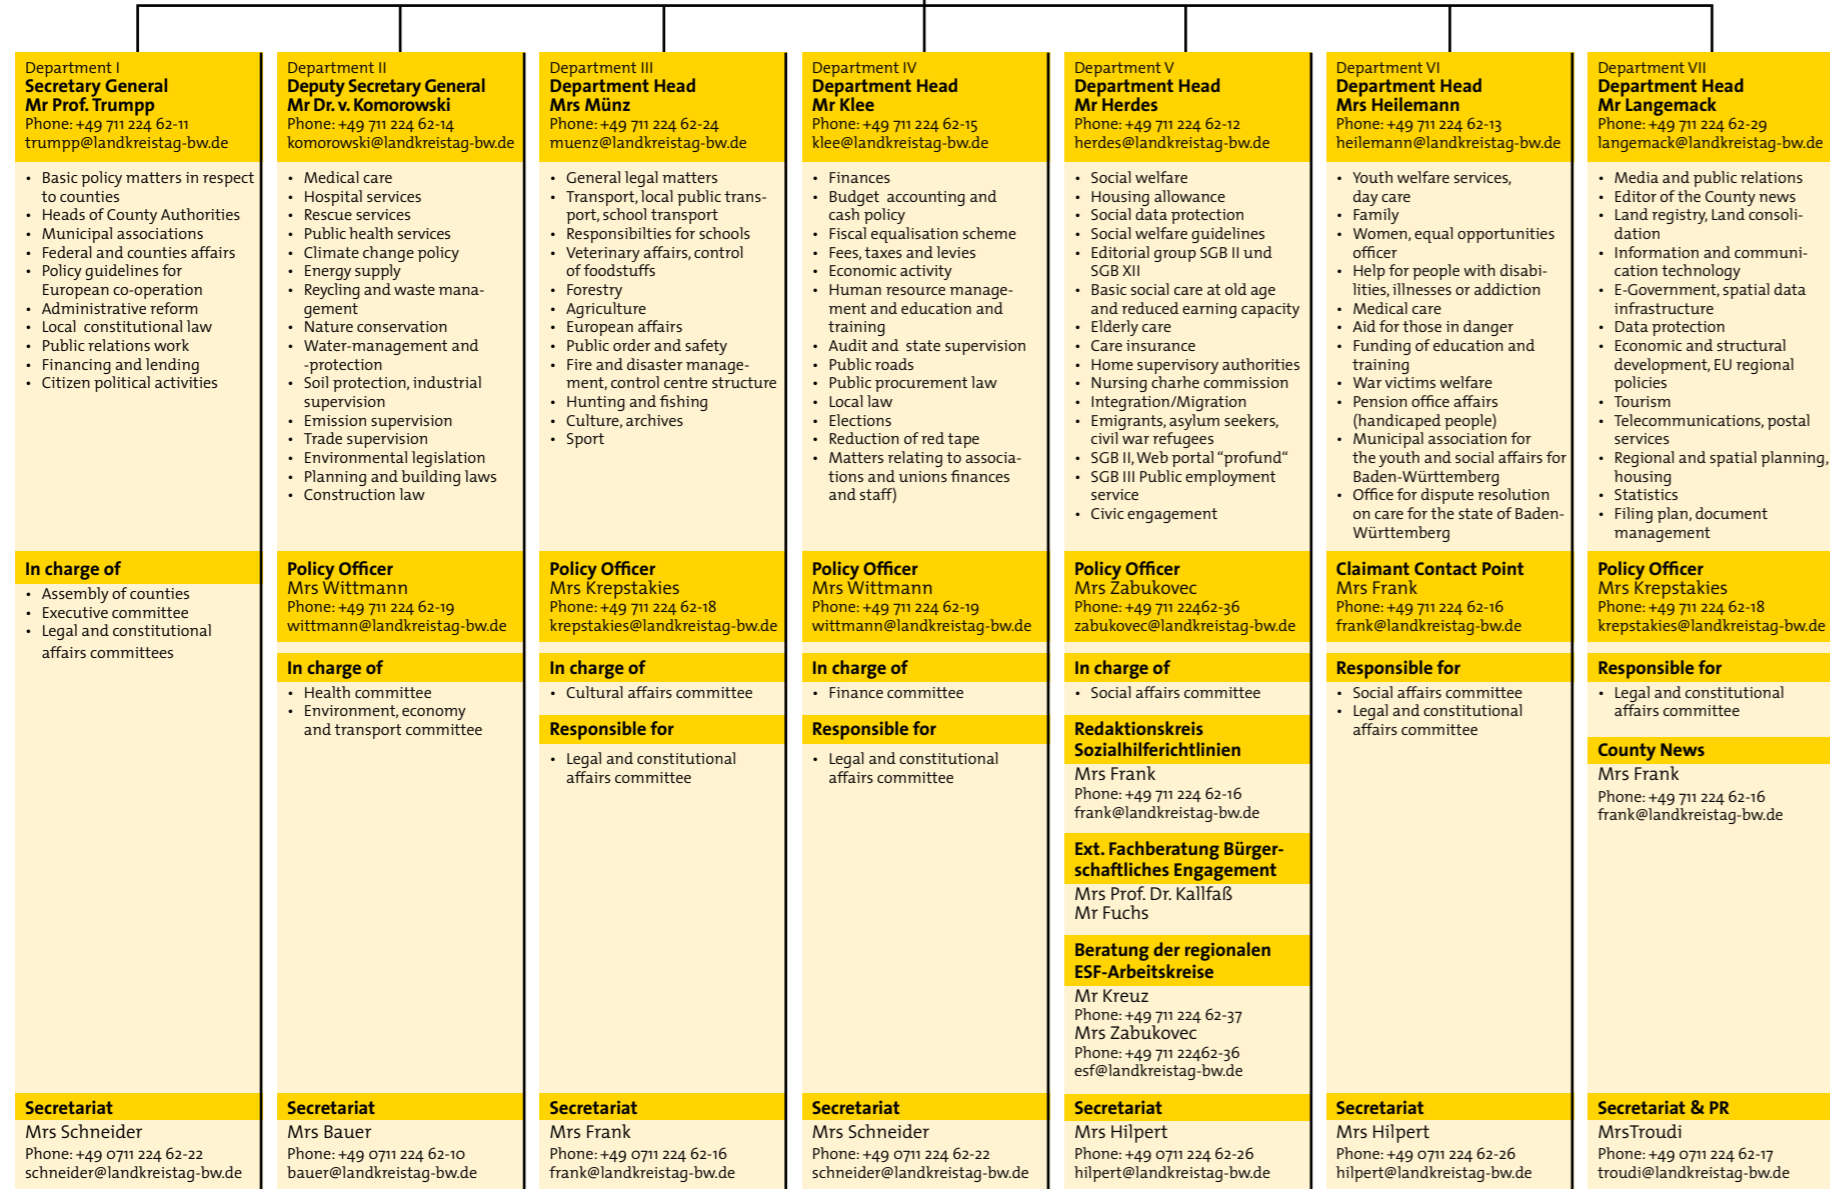 Department I
Secretary General
Mr Prof. Trumpp
Phone: +49 711 224 62-11
trumpp@landkreistag-bw.de
• Basic policy matters in respect
to counties
• Heads of County Authorities
• Municipal associations
• Federal and counties affairs
• Policy guidelines for
European co-operation
• Administrative reform
• Local constitutional law
• Public relations work
• Financing and lending
• Citizen political activities
In charge of
• Assembly of counties
• Executive committee
• Legal and constitutional
affairs committees
Secretariat
Mrs Schneider
Phone: +49 0711 224 62-22
schneider@landkreistag-bw.de
Department II
Deputy Secretary General
Mr Dr. v. Komorowski
Phone: +49 711 224 62-14
komorowski@landkreistag-bw.de
• Medical care
• Hospital services
• Rescue services
• Public health services
• Climate change policy
• Energy supply
• Reycling and waste mana-
gement
• Nature conservation
• Water-management and
-protection
• Soil protection, industrial
supervision
• Emission supervision
• Trade supervision
• Environmental legislation
• Planning and building laws
• Construction law
Policy Officer
Mrs Wittmann
Phone: +49 711 224 62-19
wittmann@landkreistag-bw.de
In charge of
• Health committee
• Environment, economy
and transport committee
Secretariat
Mrs Bauer
Phone: +49 0711 224 62-10
bauer@landkreistag-bw.de
Department III
Department Head
Mrs Münz
Phone: +49 711 224 62-24
muenz@landkreistag-bw.de
• General legal matters
• Transport, local public trans-
port, school transport
• Responsibilties for schools
• Veterinary affairs, control
of foodstuffs
• Forestry
• Agriculture
• European affairs
• Public order and safety
• Fire and disaster manage-
ment, control centre structure
• Hunting and fishing
• Culture, archives
• Sport
Policy Officer
Mrs Krepstakies
Phone: +49 711 224 62-18
krepstakies@landkreistag-bw.de
In charge of
• Cultural affairs committee
Responsible for
• Legal and constitutional
affairs committee
Secretariat
Mrs Frank
Phone: +49 0711 224 62-16
frank@landkreistag-bw.de
Department IV
Department Head
Mr Klee
Phone: +49 711 224 62-15
klee@landkreistag-bw.de
• Finances
• Budget accounting and
cash policy
• Fiscal equalisation scheme
• Fees, taxes and levies
• Economic activity
• Human resource manage-
ment and education and
training
• Audit and state supervision
• Public roads
• Public procurement law
• Local law
• Elections
• Reduction of red tape
• Matters relating to associa-
tions and unions finances
and staff)
Policy Officer
Mrs Wittmann
Phone: +49 711 224 62-19
wittmann@landkreistag-bw.de
In charge of
• Finance committee
Responsible for
• Legal and constitutional
affairs committee
Secretariat
Mrs Schneider
Phone: +49 0711 224 62-22
schneider@landkreistag-bw.de
Department V
Department Head
Mr Herdes
Phone: +49 711 224 62-12
herdes@landkreistag-bw.de
• Social welfare
• Housing allowance
• Social data protection
• Social welfare guidelines
• Editorial group SGB II und
SGB XII
• Basic social care at old age
and reduced earning capacity
• Elderly care
• Care insurance
• Home supervisory authorities
• Nursing charhe commission
• Integration/Migration
• Emigrants, asylum seekers,
civil war refugees
• SGB II, Web portal “profund“
• SGB III Public employment
service
• Civic engagement
Policy Officer
Mrs Zabukovec
Phone: +49 711 22462-36
zabukovec@landkreistag-bw.de
In charge of
• Social affairs committee
Redaktionskreis
Sozialhilferichtlinien
Mrs Frank
Phone: +49 711 224 62-16
frank@landkreistag-bw.de
Ext. Fachberatung Bürger-
schaftliches Engagement
Mrs Prof. Dr. Kallfaß
Mr Fuchs
Beratung der regionalen
ESF-Arbeitskreise
Mr Kreuz
Phone: +49 711 224 62-37
Mrs Zabukovec
Phone: +49 711 22462-36
esf@landkreistag-bw.de
Secretariat
Mrs Hilpert
Phone: +49 0711 224 62-26
hilpert@landkreistag-bw.de
Department VI
Department Head
Mrs Heilemann
Phone: +49 711 224 62-13
heilemann@landkreistag-bw.de
• Youth welfare services,
day care
• Family
• Women, equal opportunities
officer
• Help for people with disabi-
lities, illnesses or addiction
• Medical care
• Aid for those in danger
• Funding of education and
training
• War victims welfare
• Pension office affairs
(handicaped people)
• Municipal association for
the youth and social affairs for
Baden-Württemberg
• Office for dispute resolution
on care for the state of Baden-
Württemberg
Claimant Contact Point
Mrs Frank
Phone: +49 711 224 62-16
frank@landkreistag-bw.de
Responsible for
• Social affairs committee
• Legal and constitutional
affairs committee
Secretariat
Mrs Hilpert
Phone: +49 0711 224 62-26
hilpert@landkreistag-bw.de
Department VII
Department Head
Mr Langemack
Phone: +49 711 224 62-29
langemack@landkreistag-bw.de
• Media and public relations
• Editor of the County news
• Land registry, Land consoli-
dation
• Information and communi-
cation technology
• E-Government, spatial data
infrastructure
• Data protection
• Economic and structural
development, EU regional
policies
• Tourism
• Telecommunications, postal
services
• Regional and spatial planning,
housing
• Statistics
• Filing plan, document
management
Policy Officer
Mrs Krepstakies
Phone: +49 711 224 62-18
krepstakies@landkreistag-bw.de
Responsible for
• Legal and constitutional
affairs committee
County News
Mrs Frank
Phone: +49 711 224 62-16
frank@landkreistag-bw.de
Secretariat & PR
MrsTroudi
Phone: +49 0711 224 62-17
troudi@landkreistag-bw.de